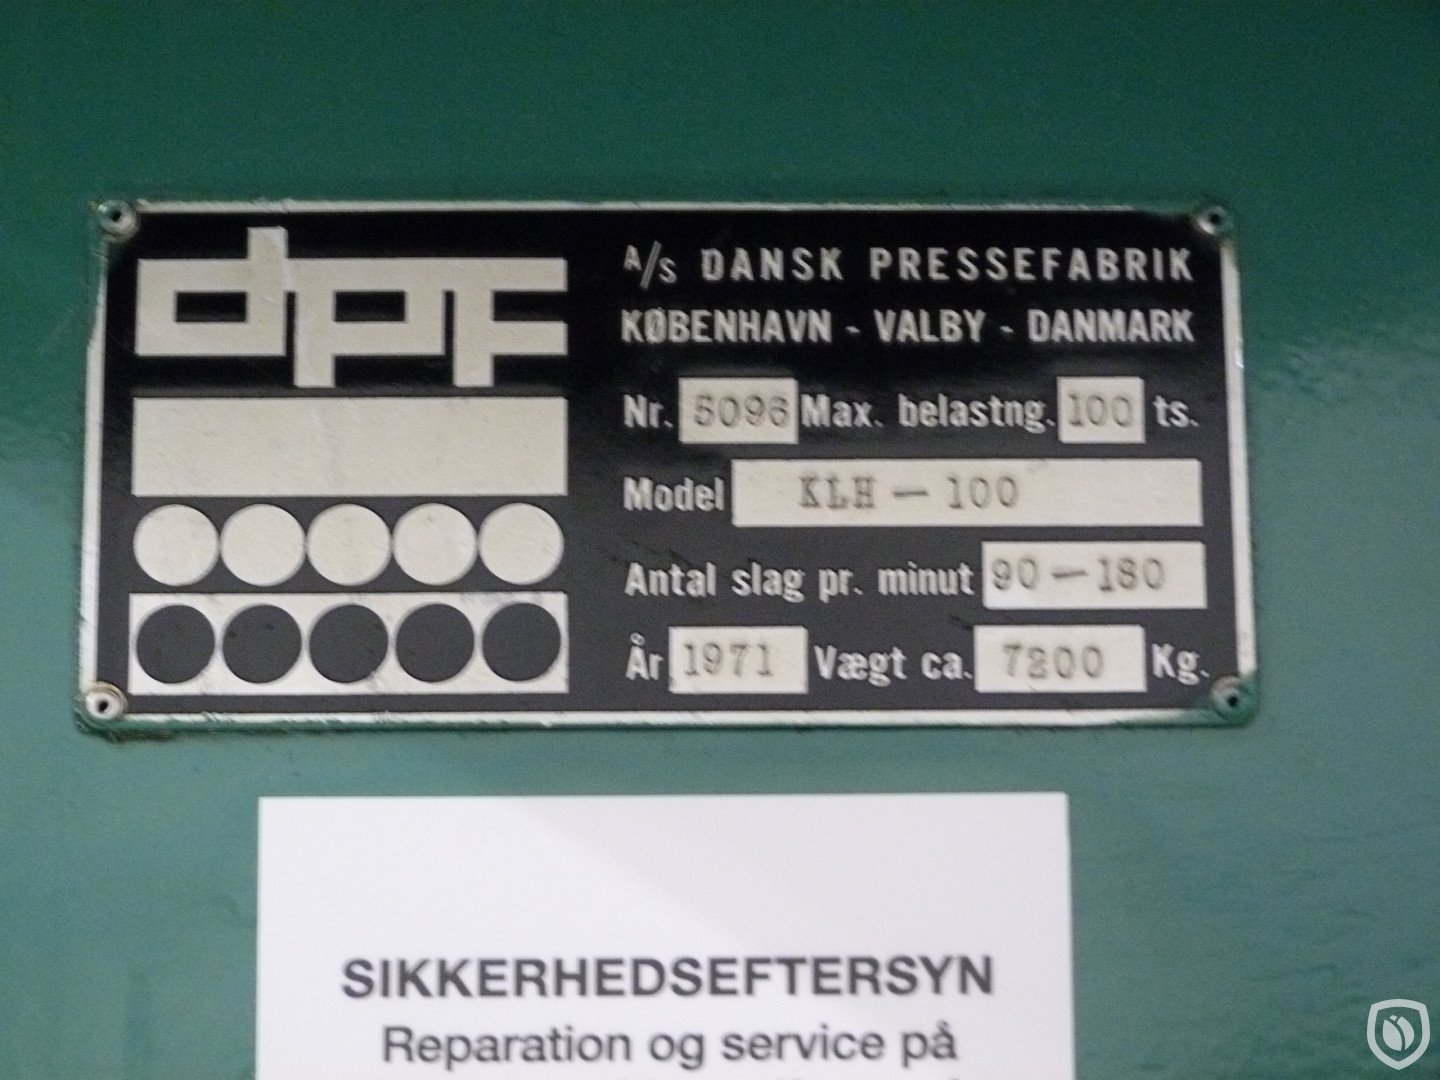 dpf
A/S DANSK PRESSEFABRIK
KØBENHAVN - VALBY - DANMARK
Nr. 5096 Max. belastng. 100 ts.
Model KLH — 100
Antal slag pr. minut 90 — 180
År 1971 Vægt ca. 7200 Kg.
SIKKERHEDSEFTERSYN
Reparation og service på